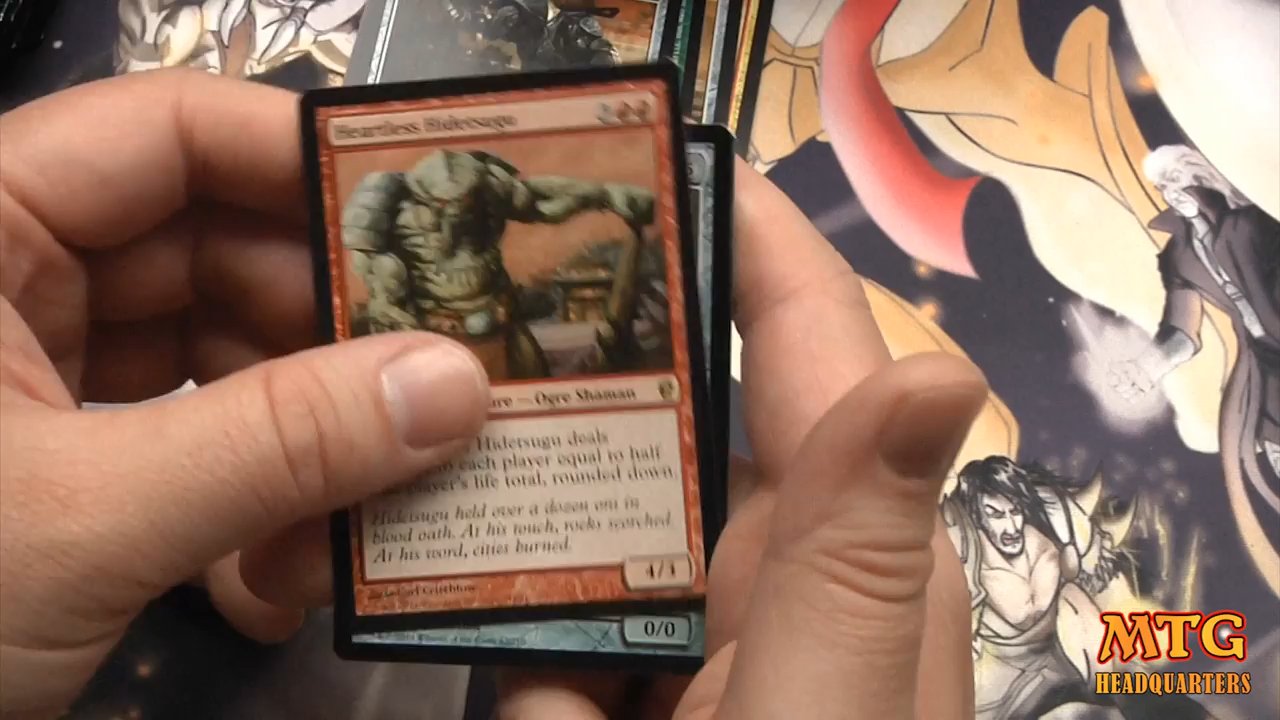 Heartless Hidetsugu
— Ogre Shaman
Hidetsugu deals
each player equal to half
player's life total, rounded down
Hidetsugu held over a dozen oni in
blood oath. At his touch, rocks scorched.
At his word, cities burned.
4/3
0/0
MTG
HEADQUARTERS